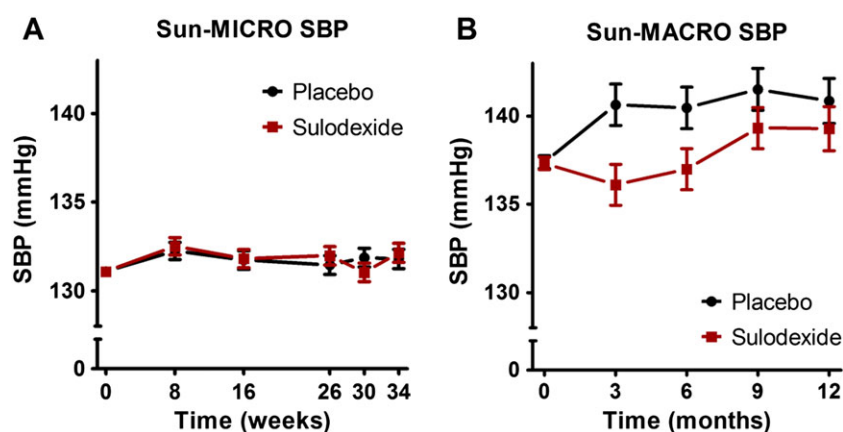 A
Sun-MICRO SBP
SBP (mmHg)
140
135
130
0
Placebo
Sulodexide
0 8 16 26 30 34
Time (weeks)
B
Sun-MACRO SBP
SBP (mmHg)
140
135
130
0
Placebo
Sulodexide
0 3 6 9 12
Time (months)